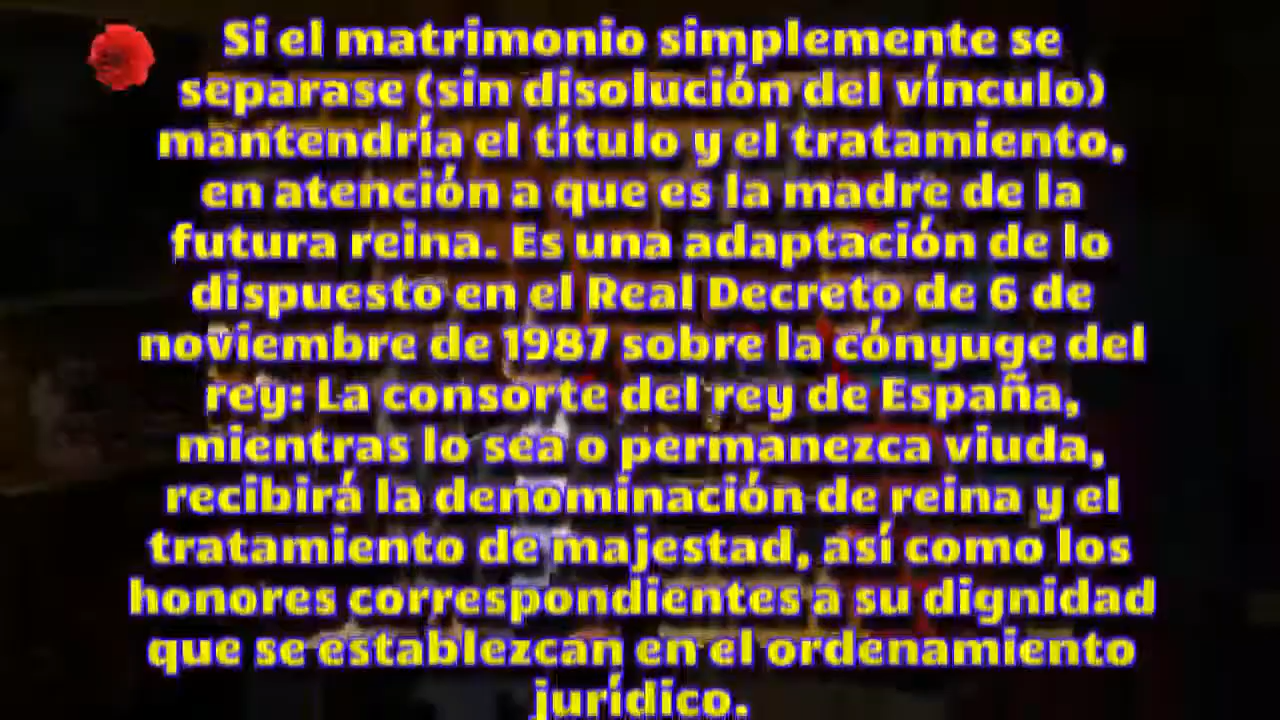 Si el matrimonio simplemente se
separase (sin disolución del vínculo)
mantendría el título y el tratamiento,
en atención a que es la madre de la
futura reina. Es una adaptación de lo
dispuesto en el Real Decreto de 6 de
noviembre de 1987 sobre la cónyuge del
rey: La consorte del rey de España,
mientras lo sea o permanezca viuda,
recibirá la denominación de reina y el
tratamiento de majestad, así como los
honores correspondientes a su dignidad
que se establezcan en el ordenamiento
jurídico.